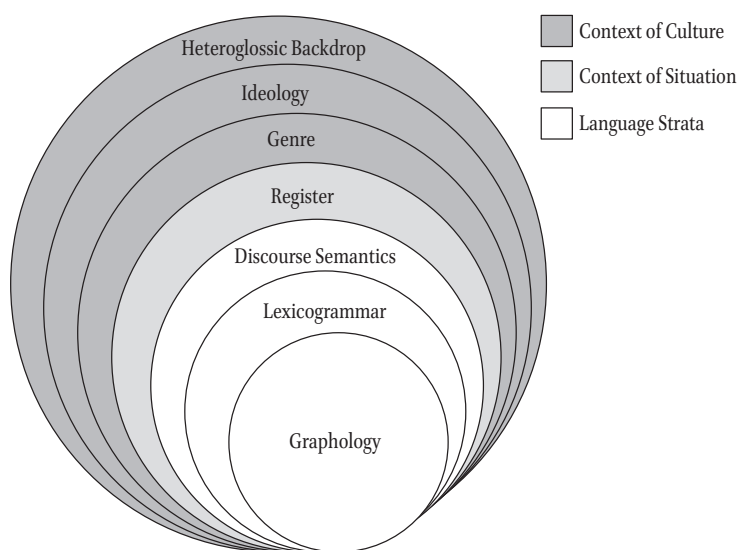 Heteroglossic Backdrop
Ideology
Genre
Register
Discourse Semantics
Lexicogrammar
Graphology
Context of Culture
Context of Situation
Language Strata